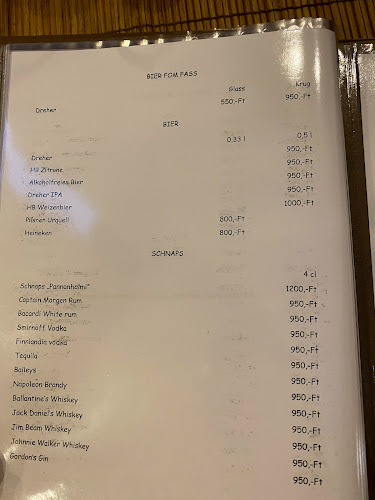 BIER FOM FASS
Glass Krug
Dreher 550,-Ft 950,-Ft
BIER
0,33 l 0,5 l
Dreher 950,-Ft
HB Zitrone 950,-Ft
Alkoholfreies Bier 950,-Ft
Dreher IPA 950,-Ft
HB Weizenbier 1000,-Ft
Pilsner Urquell 800,-Ft
Heineken 800,-Ft
SCHNAPS
4 cl
Schnaps „Pannonhalmi” 1200,-Ft
Captain Morgan Rum 950,-Ft
Bacardi White rum 950,-Ft
Smirnoff Vodka 950,-Ft
Finnlandia vodka 950,-Ft
Tequila 950,-Ft
Baileys 950,-Ft
Napoleon Brandy 950,-Ft
Ballantine's Whiskey 950,-Ft
Jack Daniel's Whiskey 950,-Ft
Jim Beam Whiskey 950,-Ft
Johnnie Walker Whiskey 950,-Ft
Gordon's Gin 950,-Ft